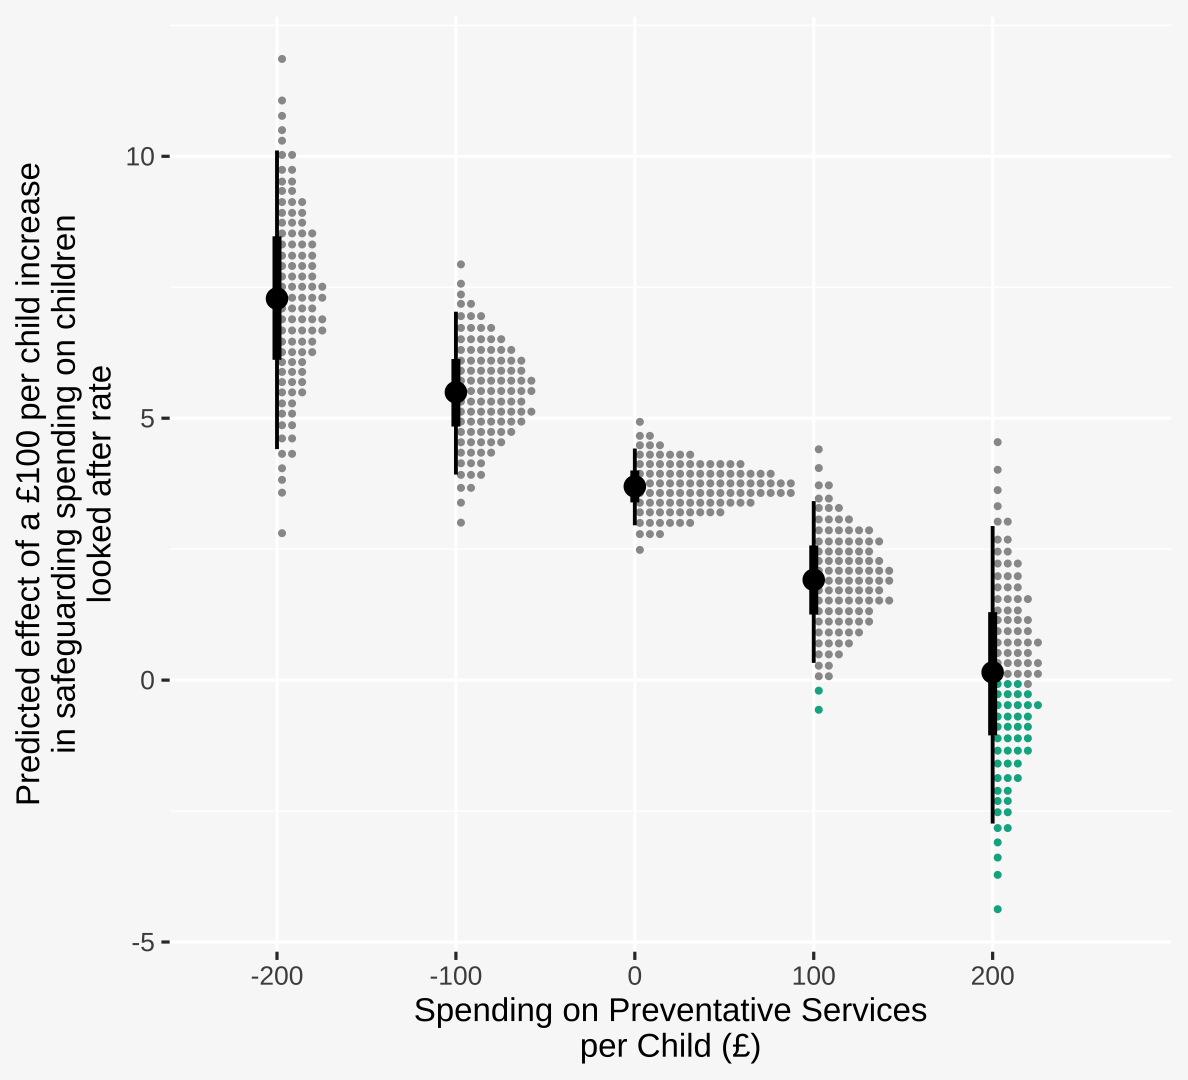 Predicted effect of a £100 per child increase
in safeguarding spending on children
looked after rate
10
5
0
-5
-200
-100
0
100
200
Spending on Preventative Services
per Child (£)